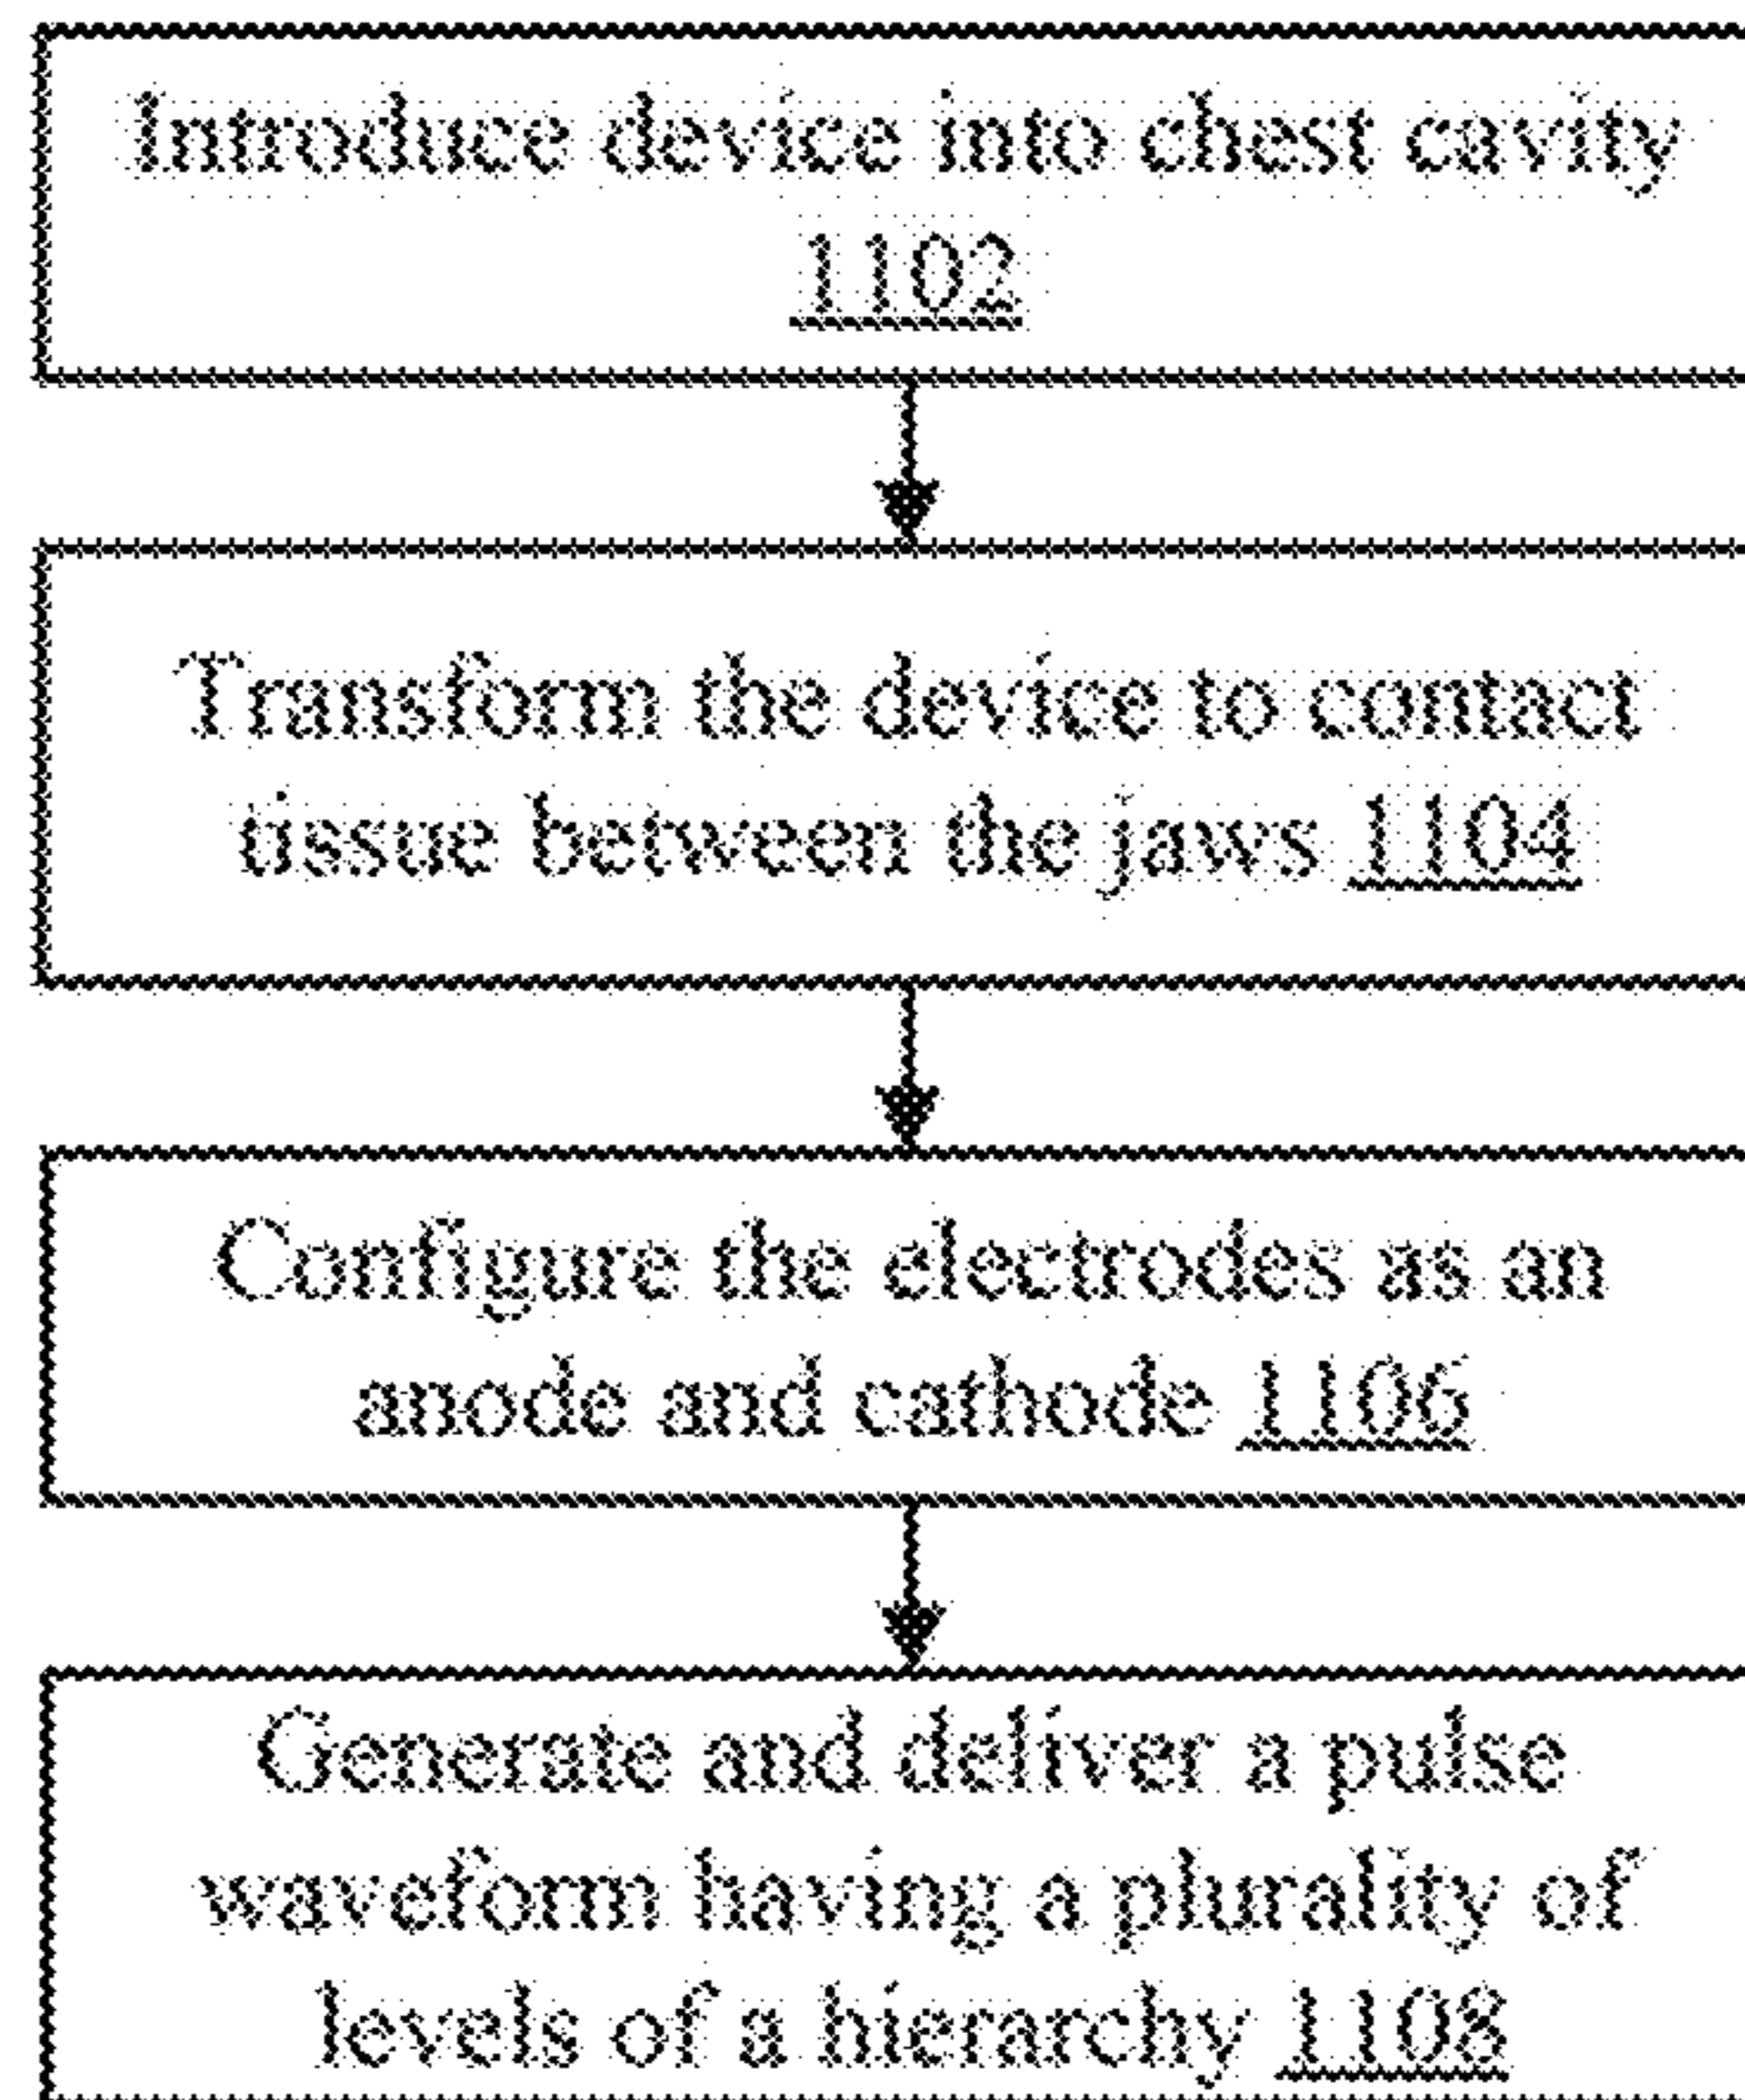 Introduce device into chest cavity
1102
Transform the device to contact
tissue between the jaws 1104
Configure the electrodes as an
anode and cathode 1106
Generate and deliver a pulse
waveform having a plurality of
levels of a hierarchy 1108